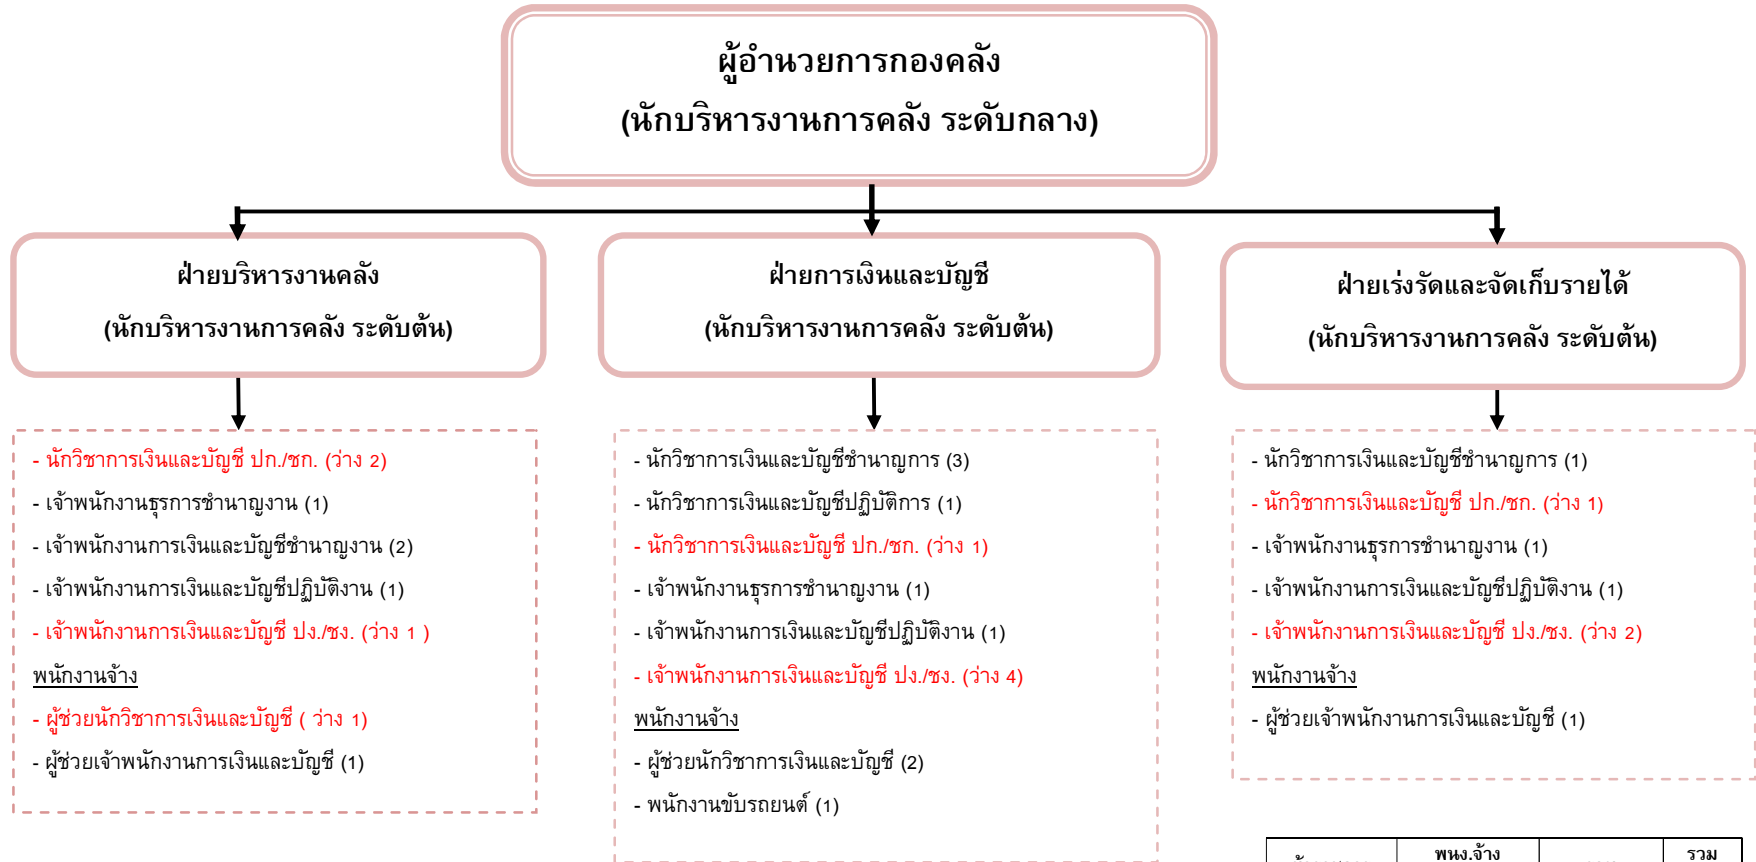 ผู้อำนวยการกองคลัง
(นักบริหารงานการคลัง ระดับกลาง)
ฝ่ายบริหารงานคลัง
(นักบริหารงานการคลัง ระดับต้น)
- นักวิชาการเงินและบัญชี ปก./ชก. (ว่าง 2)
- เจ้าพนักงานธุรการชำนาญงาน (1)
- เจ้าพนักงานการเงินและบัญชีชำนาญงาน (2)
- เจ้าพนักงานการเงินและบัญชีปฏิบัติงาน (1)
- เจ้าพนักงานการเงินและบัญชี ปง./ชง. (ว่าง 1 )
พนักงานจ้าง
- ผู้ช่วยนักวิชาการเงินและบัญชี ( ว่าง 1)
- ผู้ช่วยเจ้าพนักงานการเงินและบัญชี (1)
ฝ่ายการเงินและบัญชี
(นักบริหารงานการคลัง ระดับต้น)
- นักวิชาการเงินและบัญชีชำนาญการ (3)
- นักวิชาการเงินและบัญชีปฏิบัติการ (1)
- นักวิชาการเงินและบัญชี ปก./ชก. (ว่าง 1)
- เจ้าพนักงานธุรการชำนาญงาน (1)
- เจ้าพนักงานการเงินและบัญชีปฏิบัติงาน (1)
- เจ้าพนักงานการเงินและบัญชี ปง./ชง. (ว่าง 4)
พนักงานจ้าง
- ผู้ช่วยนักวิชาการเงินและบัญชี (2)
- พนักงานขับรถยนต์ (1)
ฝ่ายเร่งรัดและจัดเก็บรายได้
(นักบริหารงานการคลัง ระดับต้น)
- นักวิชาการเงินและบัญชีชำนาญการ (1)
- นักวิชาการเงินและบัญชี ปก./ชก. (ว่าง 1)
- เจ้าพนักงานธุรการชำนาญงาน (1)
- เจ้าพนักงานการเงินและบัญชีปฏิบัติงาน (1)
- เจ้าพนักงานการเงินและบัญชี ปง./ชง. (ว่าง 2)
พนักงานจ้าง
- ผู้ช่วยเจ้าพนักงานการเงินและบัญชี (1)
พนง.จ้าง
รวม